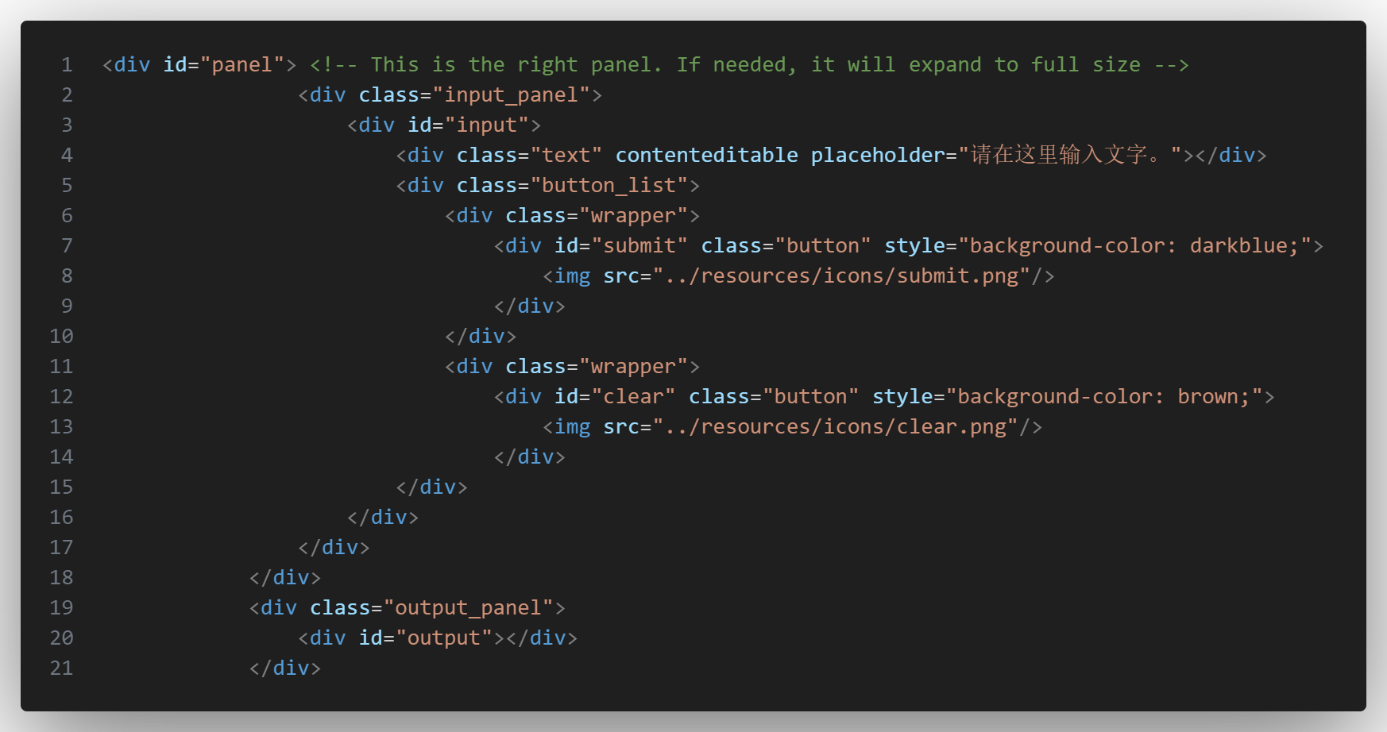 1 <div id="panel"> <!-- This is the right panel. If needed, it will expand to full size -->
2 <div class="input_panel">
3 <div id="input">
4 <div class="text" contenteditable placeholder="请在这里输入文字。"></div>
5 <div class="button_list">
6 <div class="wrapper">
7 <div id="submit" class="button" style="background-color: darkblue;">
8 <img src="../resources/icons/submit.png"/>
9 </div>
10 </div>
11 <div class="wrapper">
12 <div id="clear" class="button" style="background-color: brown;">
13 <img src="../resources/icons/clear.png"/>
14 </div>
15 </div>
16 </div>
17 </div>
18 </div>
19 <div class="output_panel">
20 <div id="output"></div>
21 </div>